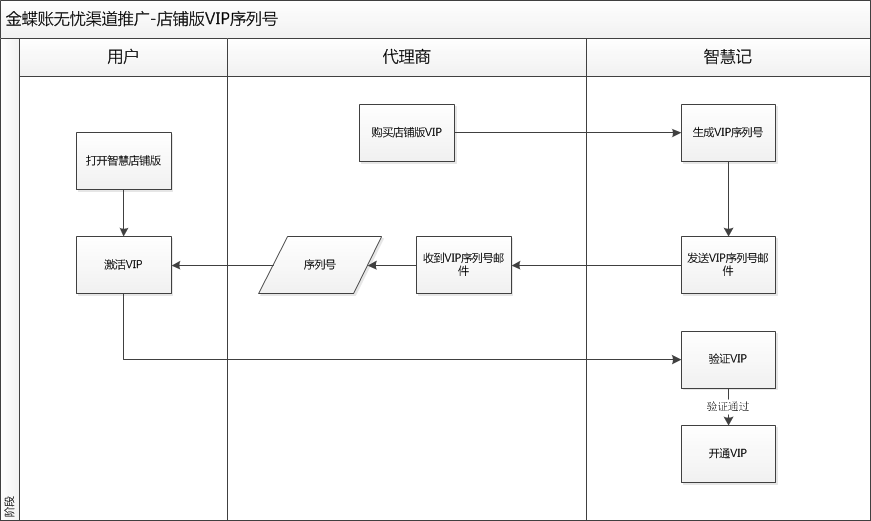 金蝶账无忧渠道推广-店铺版VIP序列号
用户
代理商
智慧记
购买店铺版VIP
生成VIP序列号
打开智慧店铺版
激活VIP
序列号
收到VIP序列号邮
件
发送VIP序列号邮
件
验证VIP
验证通过
开通VIP
阶段